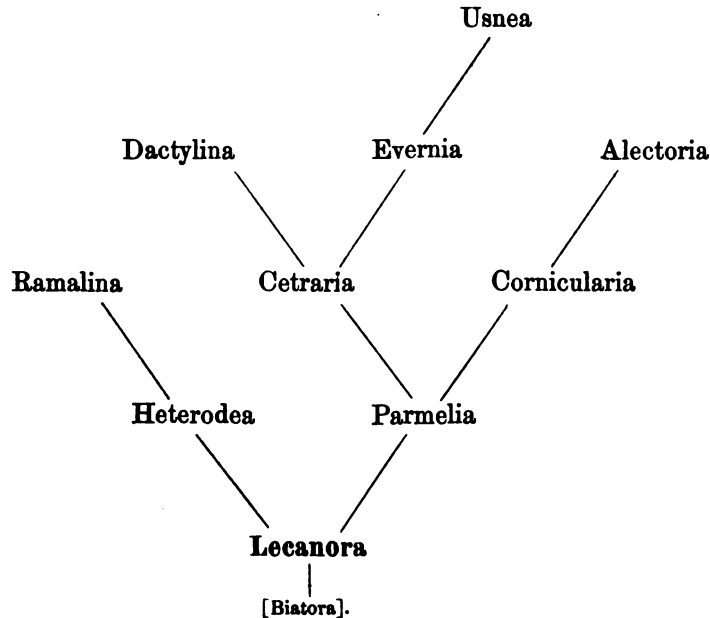 Usnea
Dactylina Evernia Alectoria
Ramalina Cetraria Cornicularia
Heterodea Parmelia
Lecanora
[Biatora].